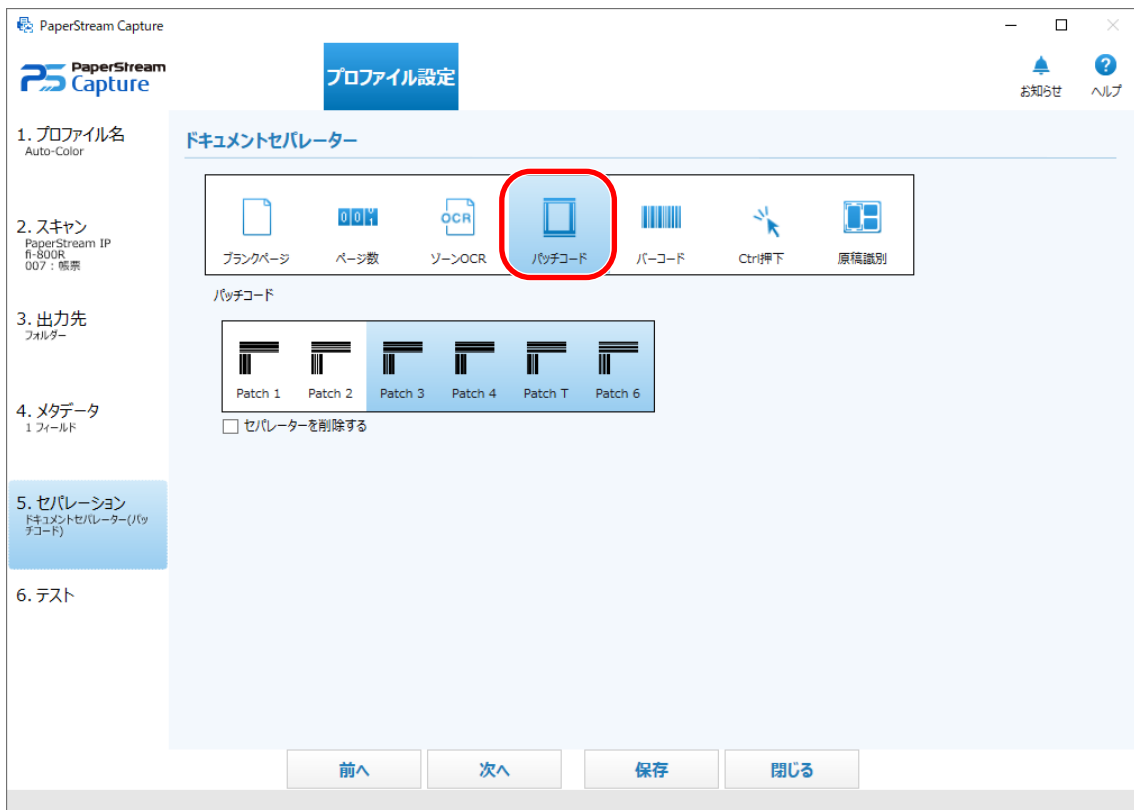 PaperStream Capture
PaperStream
Capture
プロファイル設定
お知らせ
ヘルプ
1. プロファイル名
Auto-Color
2. スキャン
PaperStream IP
fi-800R
007 : 帳票
3. 出力先
フォルダー
4. メタデータ
1 フィールド
5. セパレーション
ドキュメントセパレーター(パッ
チコード)
6. テスト
ドキュメントセパレーター
ブランクページ
001
ページ数
OCR
ゾーンOCR
パッチコード
バーコード
Ctrl押下
原稿識別
パッチコード
Patch 1
Patch 2
Patch 3
Patch 4
Patch T
Patch 6
セパレーターを削除する
前へ
次へ
保存
閉じる